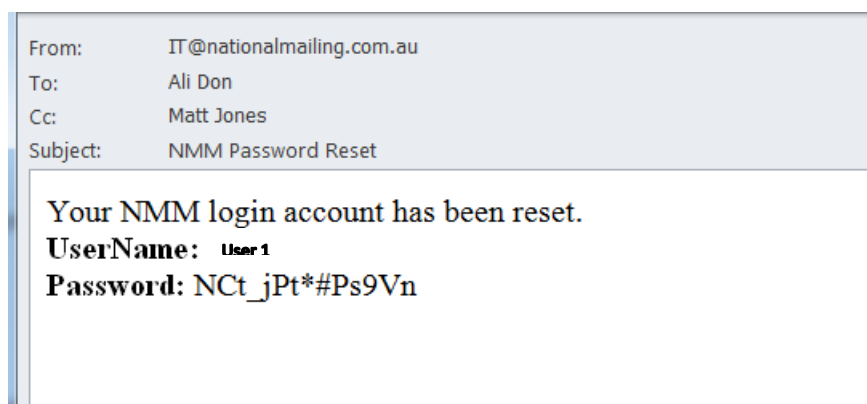 From: IT@nationalmailing.com.au
To: Ali Don
Cc: Matt Jones
Subject: NMM Password Reset
Your NMM login account has been reset.
UserName: User 1
Password: NCt_jPt*#Ps9Vn